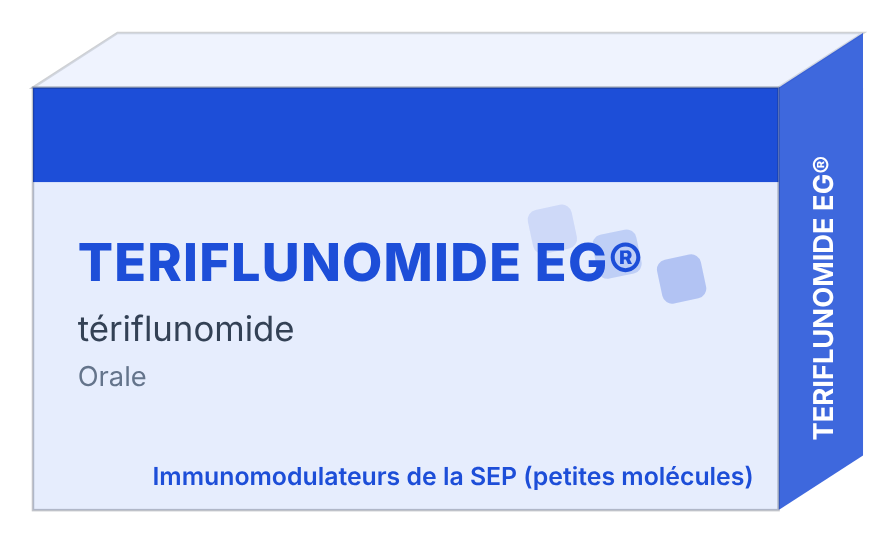 TERIFLUNOMIDE EG®
tériflunomide
Orale
Immunomodulateurs de la SEP (petites molécules)
TERIFLUNOMIDE EG®